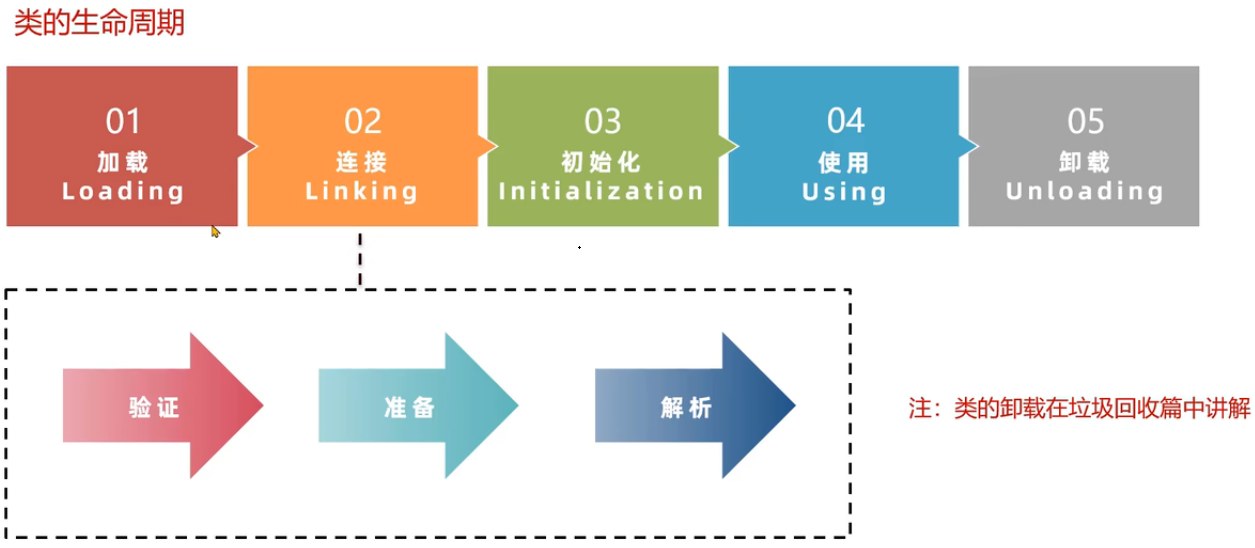 类的生命周期
01
加载
Loading
02
连接
Linking
03
初始化
Initialization
04
使用
Using
05
卸载
Unloading
验证
准备
解析
注：类的卸载在垃圾回收篇中讲解